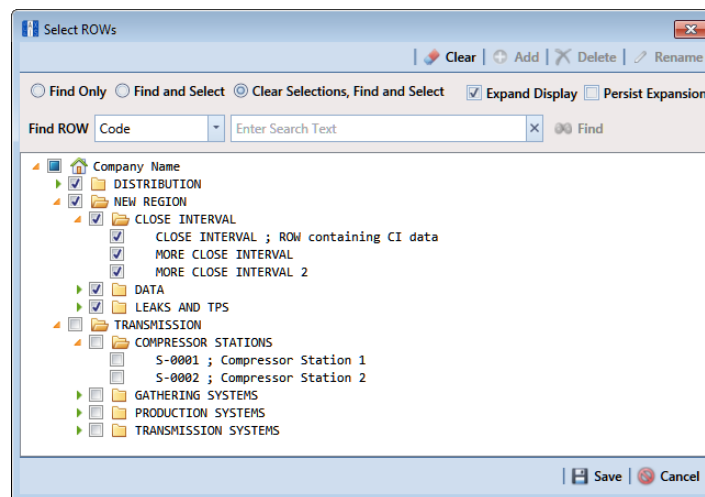 Select ROWs
Clear Add Delete Rename
Find Only Find and Select Clear Selections, Find and Select Expand Display Persist Expansion
Find ROW Code Enter Search Text Find
Company Name
DISTRIBUTION
NEW REGION
CLOSE INTERVAL
CLOSE INTERVAL ; ROW containing CI data
MORE CLOSE INTERVAL
MORE CLOSE INTERVAL 2
DATA
LEAKS AND TPS
TRANSMISSION
COMPRESSOR STATIONS
S-0001 ; Compressor Station 1
S-0002 ; Compressor Station 2
GATHERING SYSTEMS
PRODUCTION SYSTEMS
TRANSMISSION SYSTEMS
Save Cancel